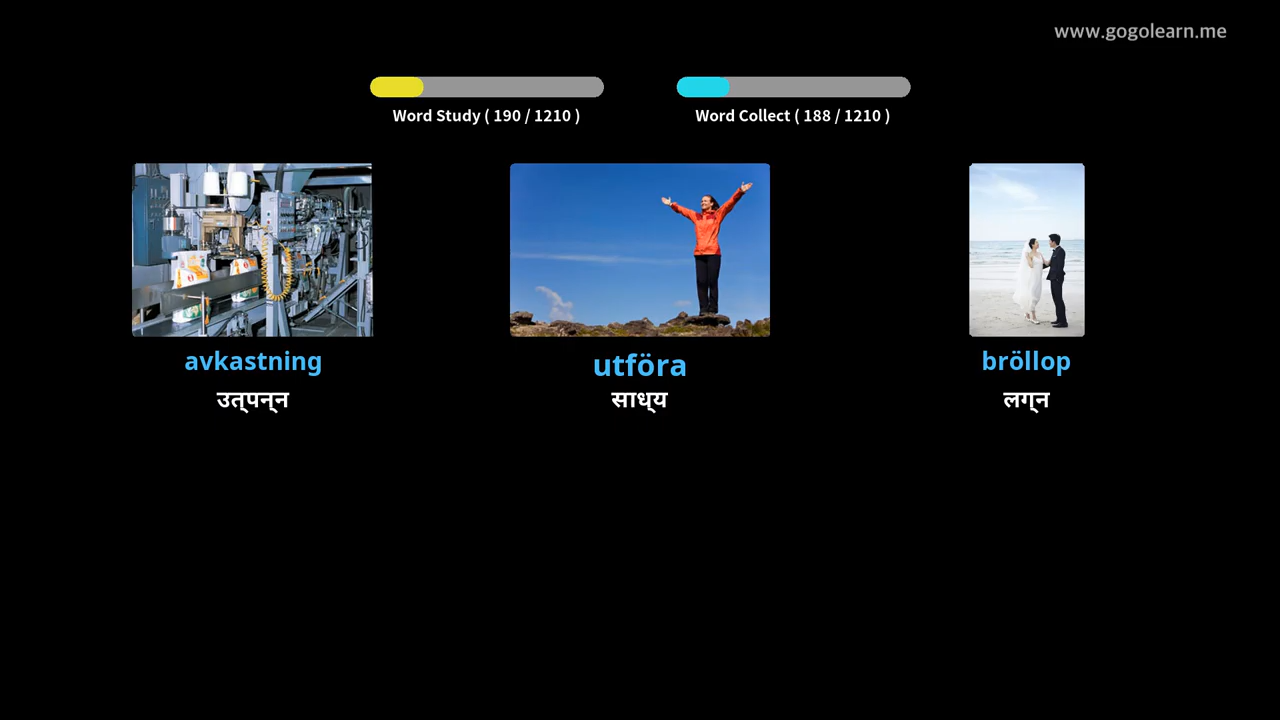 www.gogolearn.me
Word Study ( 190 / 1210 )
Word Collect ( 188 / 1210 )
avkastning
utföra
bröllop
उत्पन्न
साध्य
लग्न